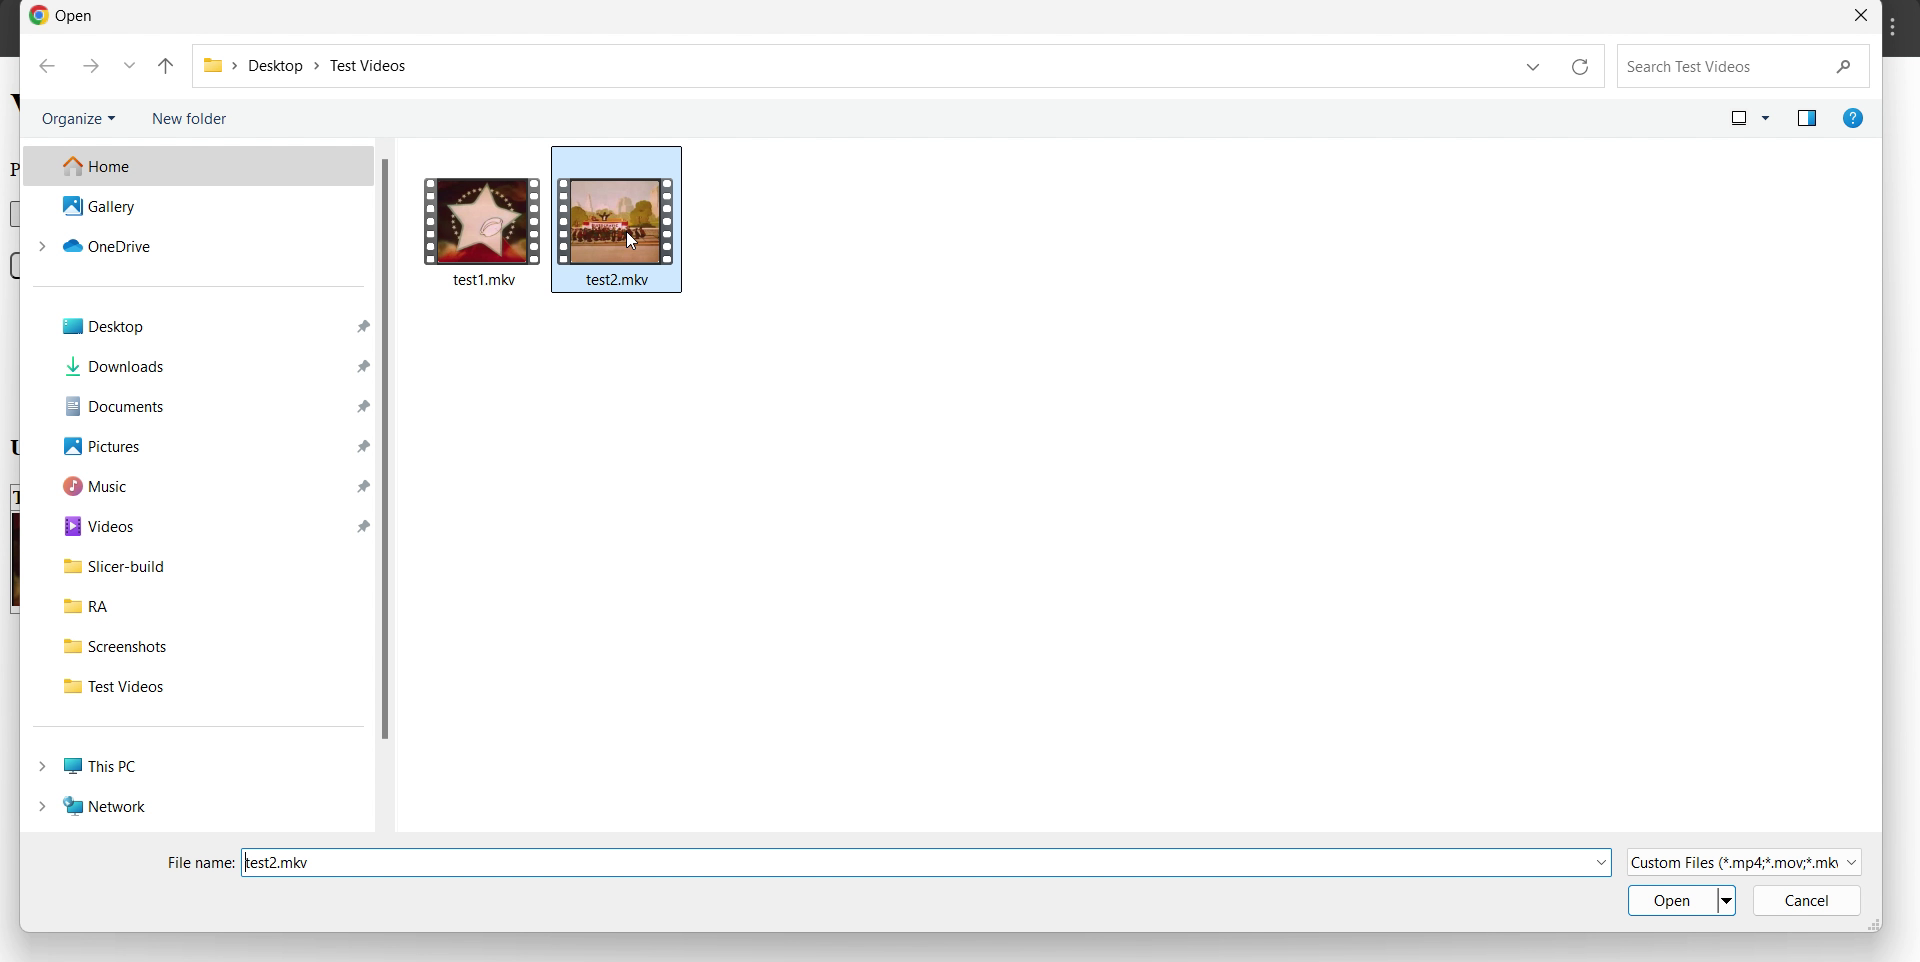 Open
Desktop > Test Videos
Search Test Videos
Organize
New folder
Home
Gallery
OneDrive
Desktop
Downloads
Documents
Pictures
Music
Videos
Slicer-build
RA
Screenshots
Test Videos
This PC
Network
test1.mkv
test2.mkv
File name: test2.mkv
Custom Files (*.mp4;*.mov;*.mkv
Open
Cancel